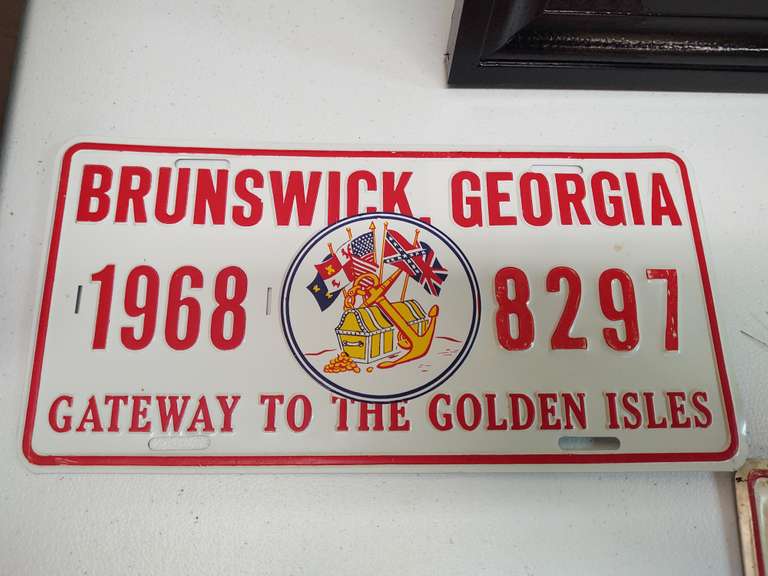 BRUNSWICK, GEORGIA
1968 8297
GATEWAY TO THE GOLDEN ISLES